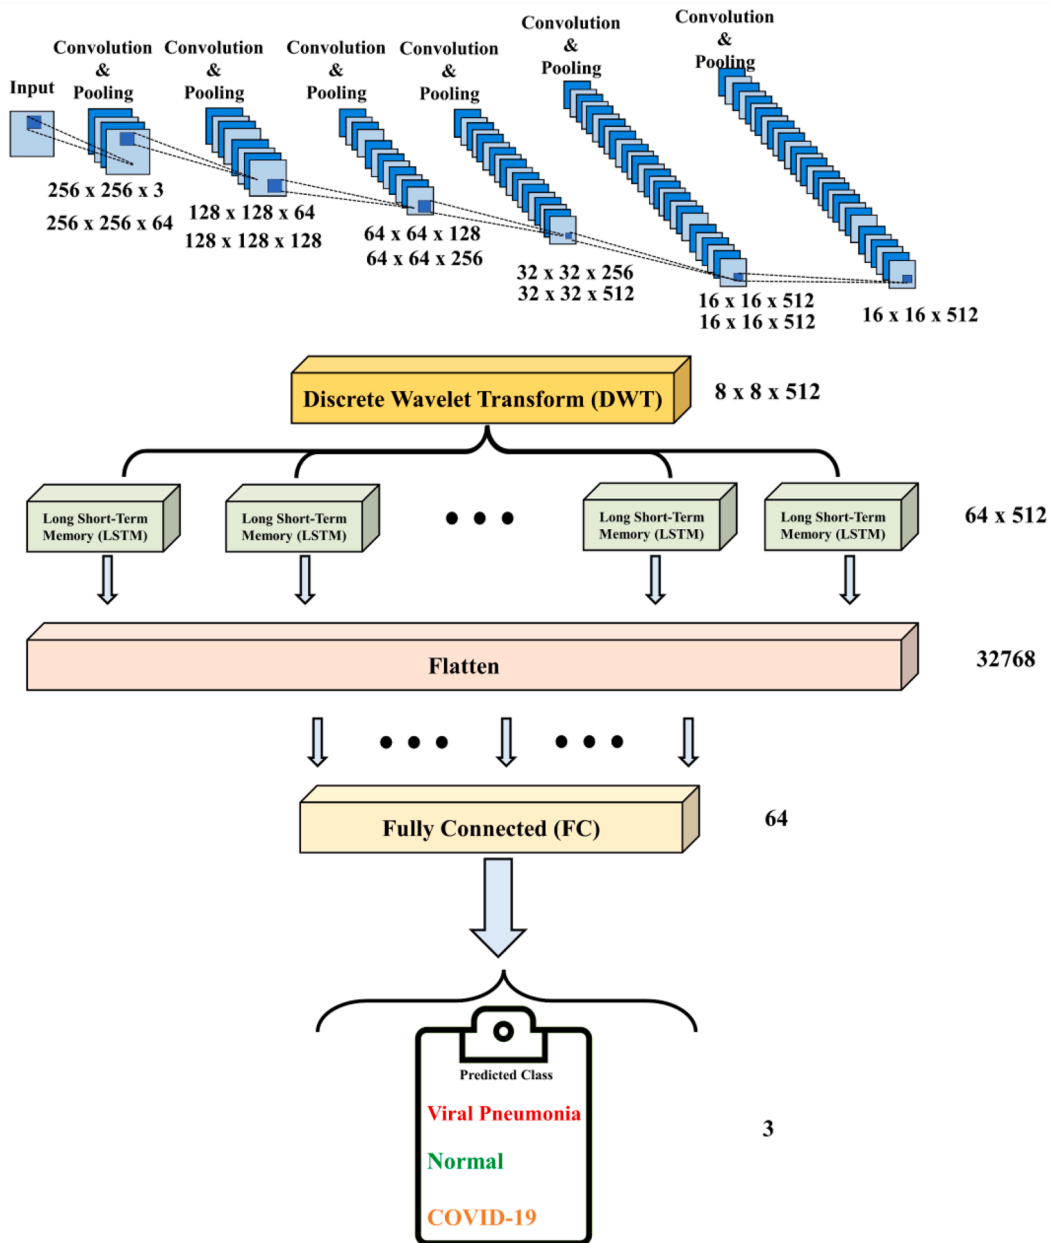 Input
Convolution
&
Pooling
Convolution
&
Pooling
Convolution
&
Pooling
Convolution
&
Pooling
Convolution
&
Pooling
Convolution
&
Pooling
256 x 256 x 3
256 x 256 x 64
128 x 128 x 64
128 x 128 x 128
64 x 64 x 128
64 x 64 x 256
32 x 32 x 256
32 x 32 x 512
16 x 16 x 512
16 x 16 x 512
16 x 16 x 512
Discrete Wavelet Transform (DWT)
8 x 8 x 512
Long Short-Term
Memory (LSTM)
Long Short-Term
Memory (LSTM)
Long Short-Term
Memory (LSTM)
Long Short-Term
Memory (LSTM)
64 x 512
Flatten
32768
Fully Connected (FC)
64
Predicted Class
Viral Pneumonia
Normal
COVID-19
3